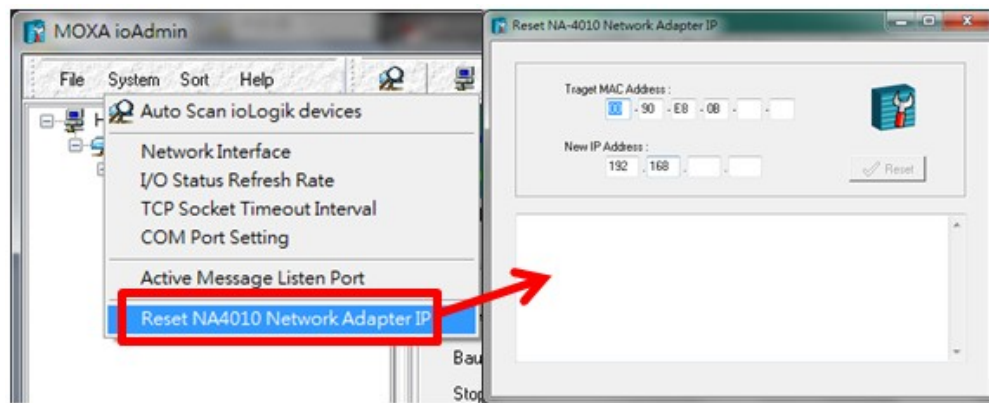 MOXA ioAdmin
File System Sort Help
Auto Scan ioLogik devices
Network Interface
I/O Status Refresh Rate
TCP Socket Timeout Interval
COM Port Setting
Active Message Listen Port
Reset NA4010 Network Adapter IP
Bau
Stop
Reset NA-4010 Network Adapter IP
Traget MAC Address :
00 - 90 - E8 - 0B - -
New IP Address :
192 . 168 . .
Reset